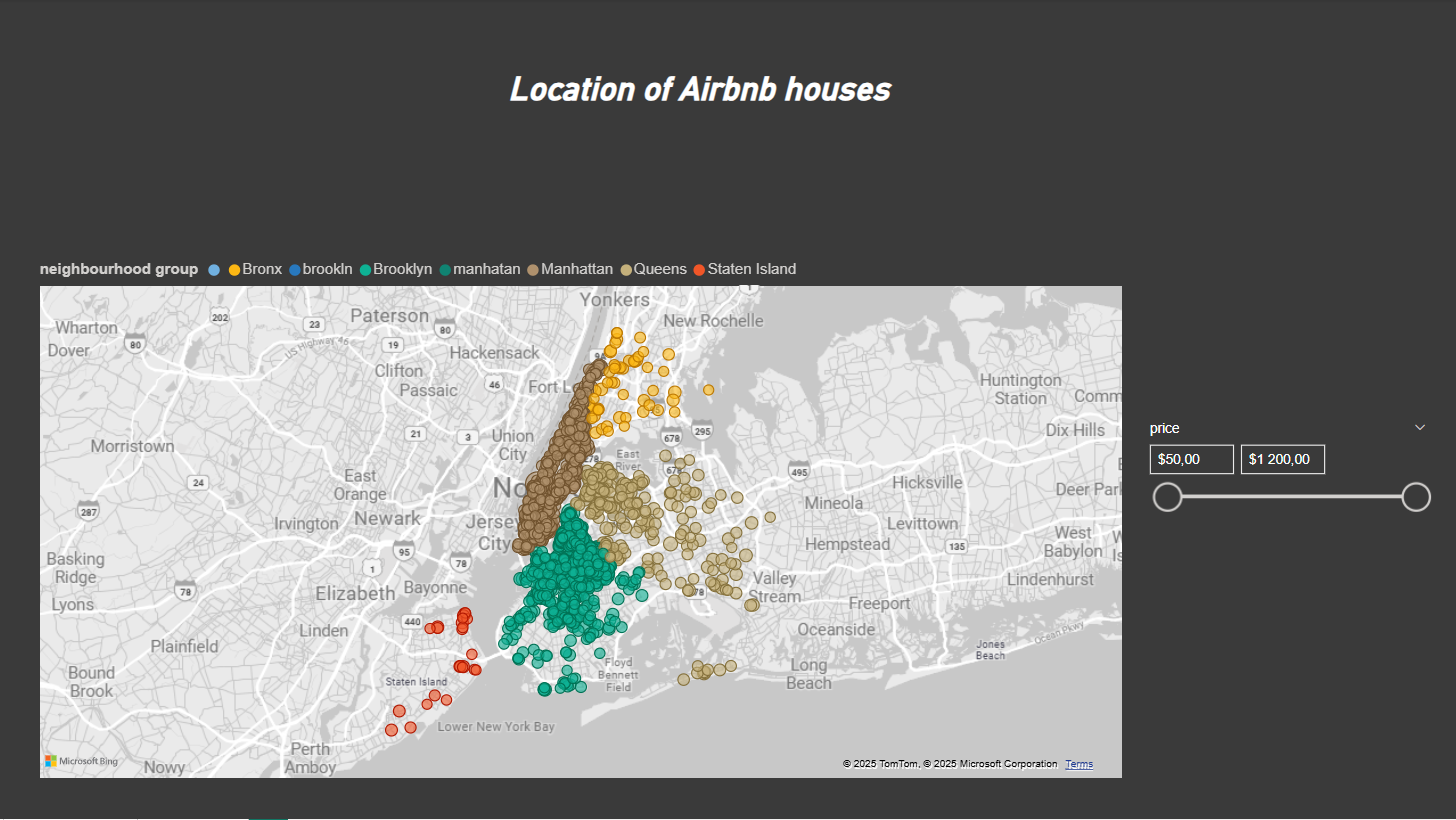 Location of Airbnb houses
neighbourhood group Bronx brookln Brooklyn manhatan Manhattan Queens Staten Island
Yonkers
New Rochelle
Paterson
202
23
80
Wharton
80
Dover
US Highway 46
19
Hackensack
Clifton
Passaic
46
Fort L
Huntington
Station
Comm
21
3
Union
City
678
295
Dix Hills
Morristown
278
East
River
24
East
Orange
495
Hicksville
Deer Park
287
Mineola
Irvington
Newark
Jersey
City
Levittown
Hempstead
135
West
Babylon
95
78
Basking
Ridge
1
78
Elizabeth
Bayonne
Valley
Stream
Lindenhurst
Lyons
Freeport
440
Linden
Oceanside
Plainfield
Jones
Beach
Ocean Pkwy
Floyd
Bennett
Field
Long
Beach
Bound
Brook
Staten Island
Lower New York Bay
Perth
Amboy
Nowy
Microsoft Bing
© 2025 TomTom, © 2025 Microsoft Corporation Terms
price
$50,00 $1 200,00